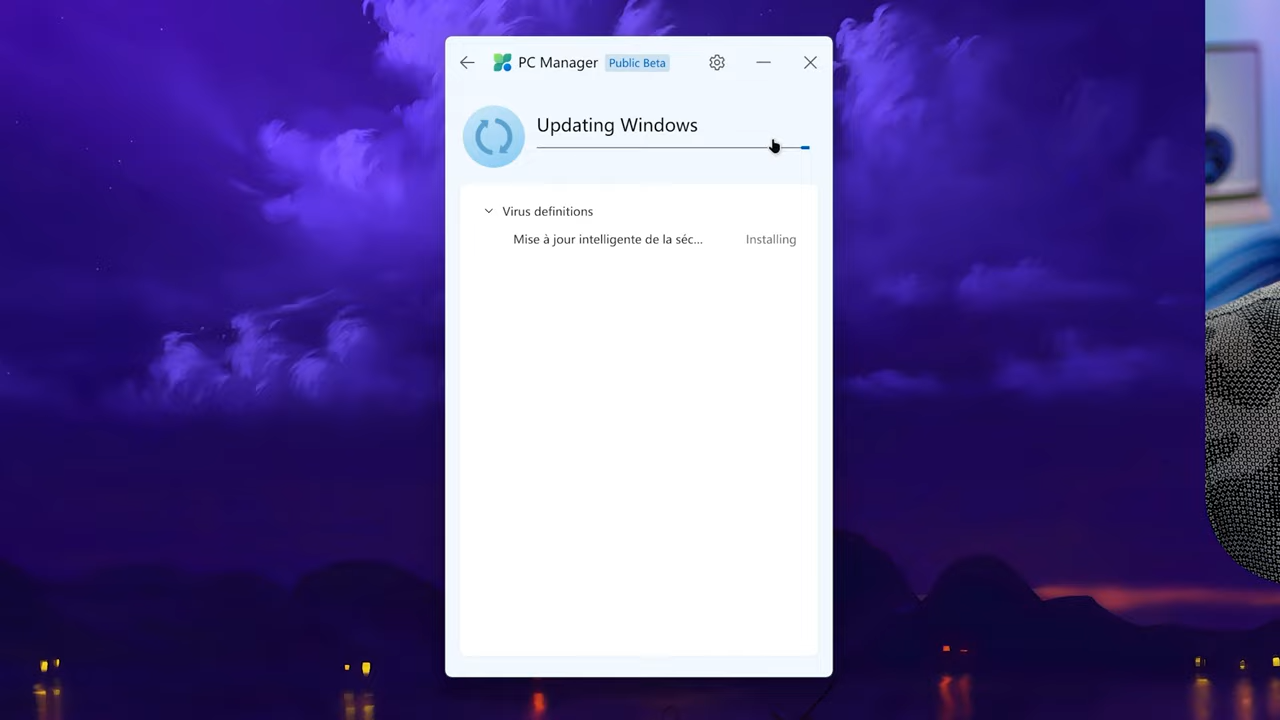 PC Manager Public Beta
Updating Windows
Virus definitions
Mise à jour intelligente de la séc... Installing